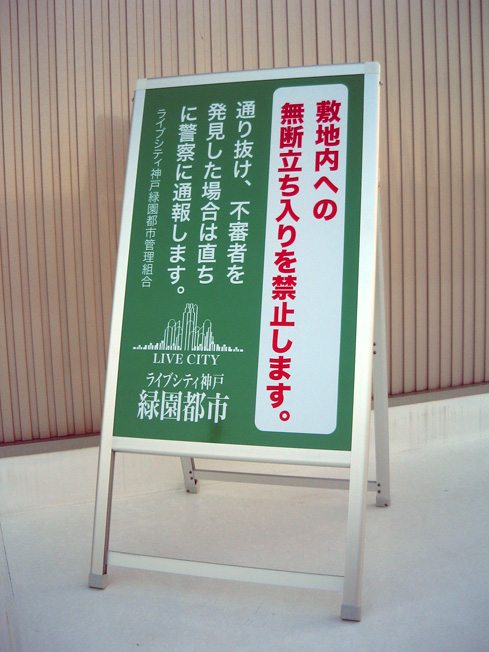 敷地内への
無断立ち入りを禁止します。
通り抜け、不審者を
発見した場合は直ち
に警察に通報します。
ライブシティ神戸緑園都市管理組合
LIVE CITY
ライブシティ神戸
緑園都市